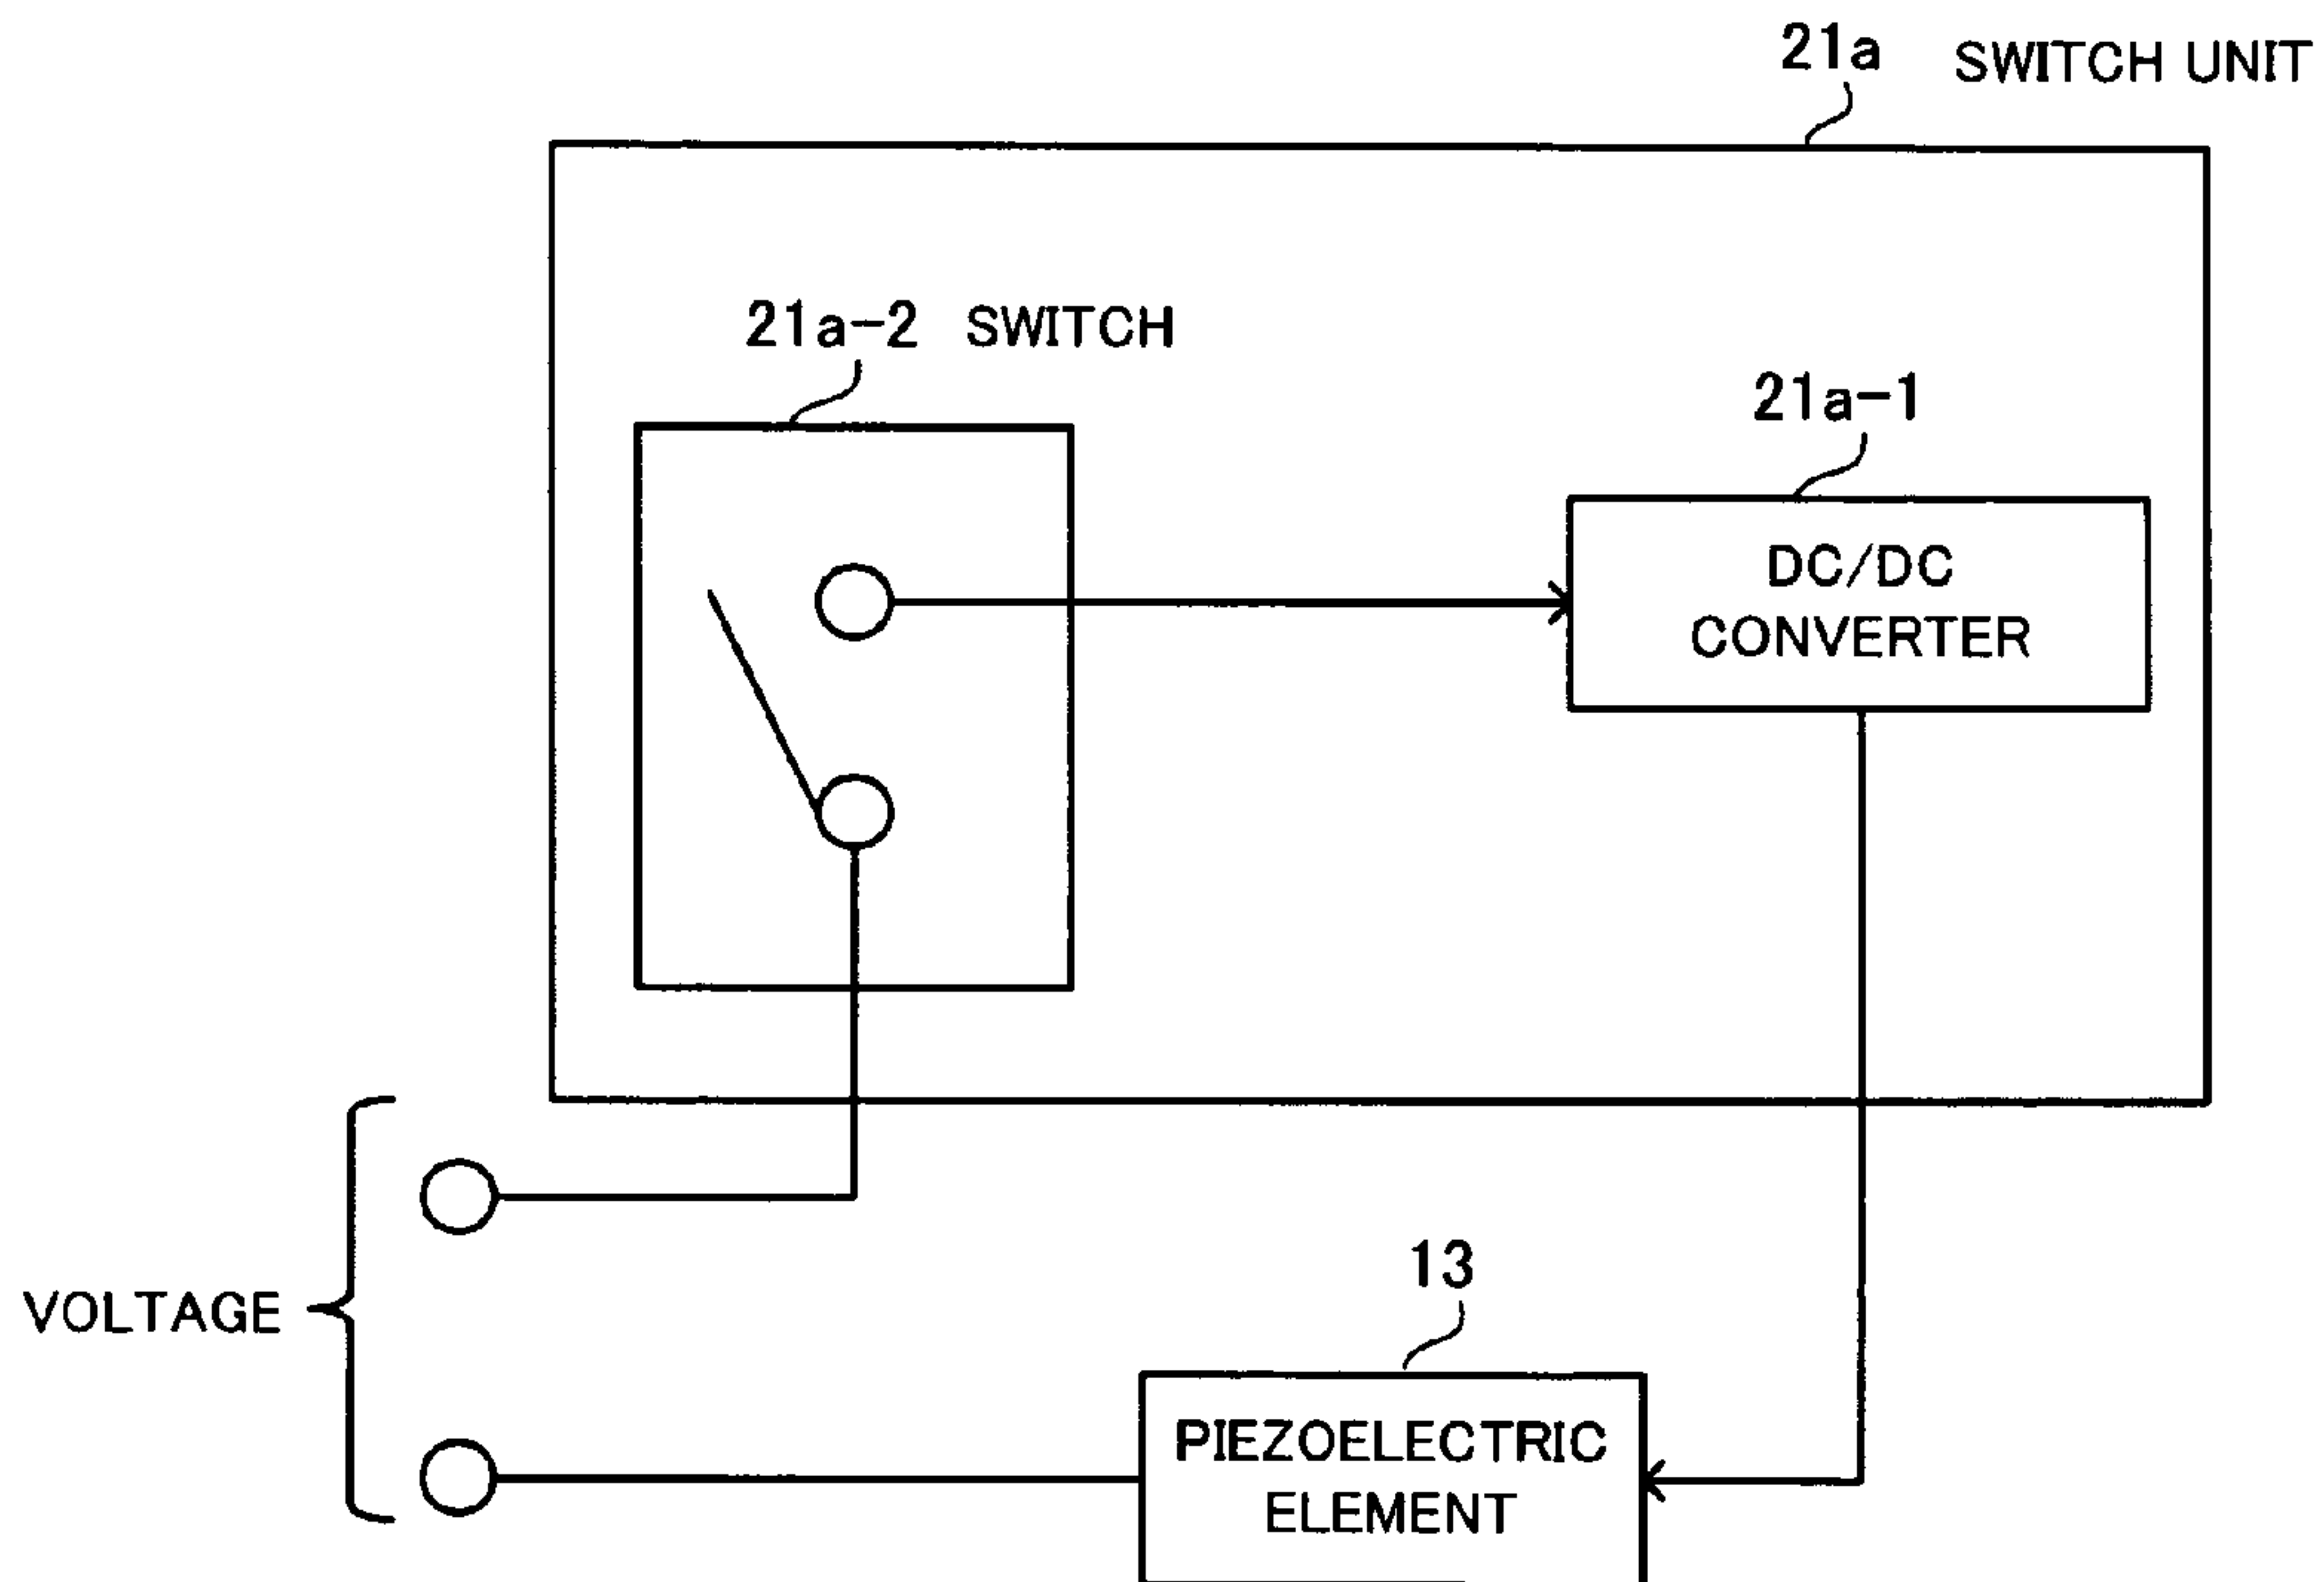 21a SWITCH UNIT
21a-2 SWITCH
21a-1
DC/DC
CONVERTER
VOLTAGE
13
PIEZOELECTRIC
ELEMENT